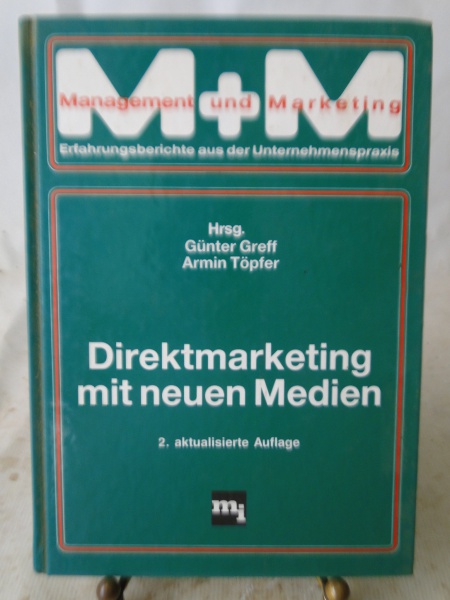 M+M
Management und Marketing
Erfahrungsberichte aus der Unternehmenspraxis
Hrsg.
Günter Greff
Armin Töpfer
Direktmarketing
mit neuen Medien
2. aktualisierte Auflage
mi